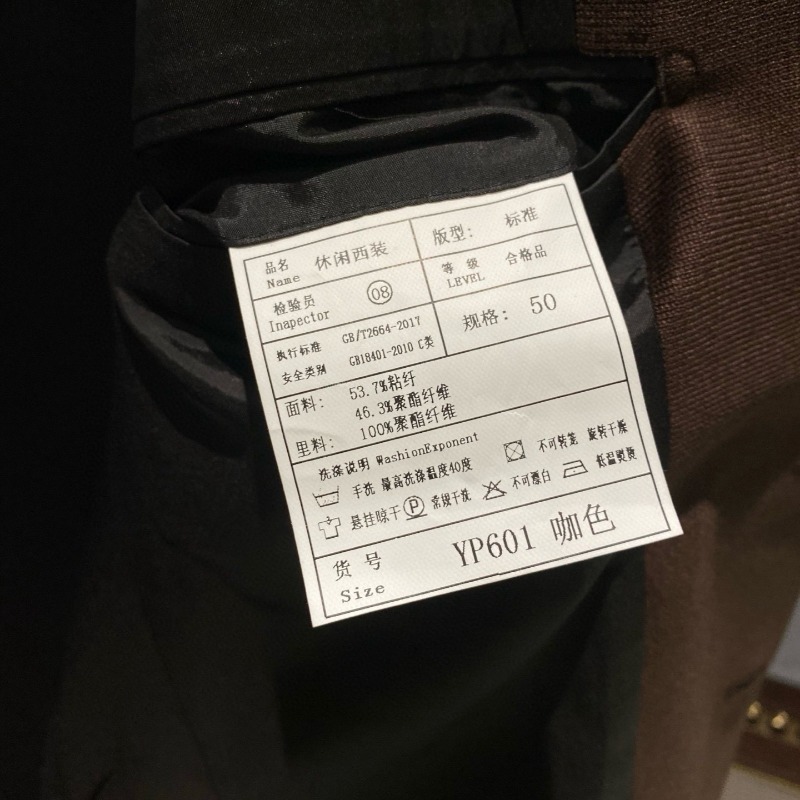 品名 休闲西装 版型: 标准
Name
检验员 08 等 级 合格品
Inapector LEVEL
执行标准 GB/T2664-2017 规格: 50
安全类别 GB18401-2010 C类
面料: 53.7%粘纤
46.3%聚酯纤维
里料: 100%聚酯纤维
洗涤说明 WashionExponent
手洗 最高洗涤温度40度 不可转笼 旋转干燥
悬挂晾干 P 常规干洗 不可漂白 低温熨烫
货 号 YP601 咖色
Size